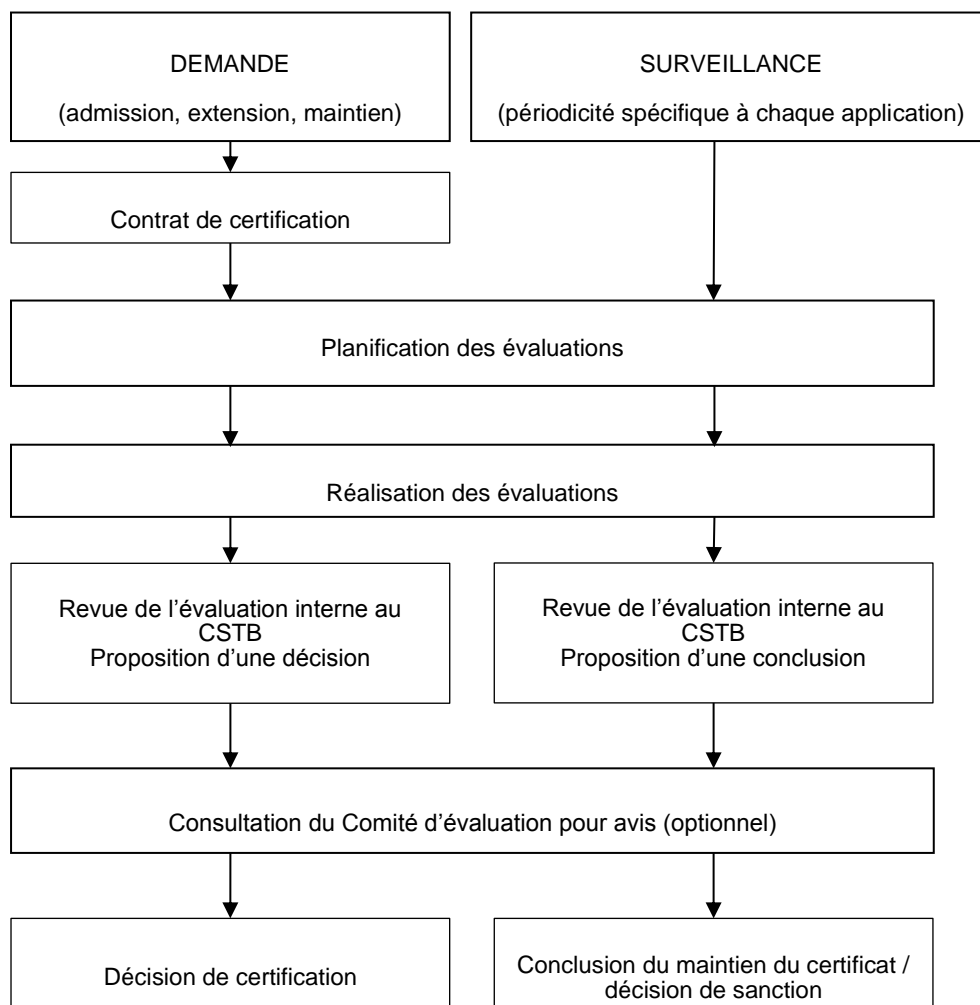 DEMANDE
(admission, extension, maintien)
SURVEILLANCE
(périodicité spécifique à chaque application)
Contrat de certification
Planification des évaluations
Réalisation des évaluations
Revue de l’évaluation interne au
CSTB
Proposition d’une décision
Revue de l’évaluation interne au
CSTB
Proposition d’une conclusion
Consultation du Comité d’évaluation pour avis (optionnel)
Décision de certification
Conclusion du maintien du certificat /
décision de sanction